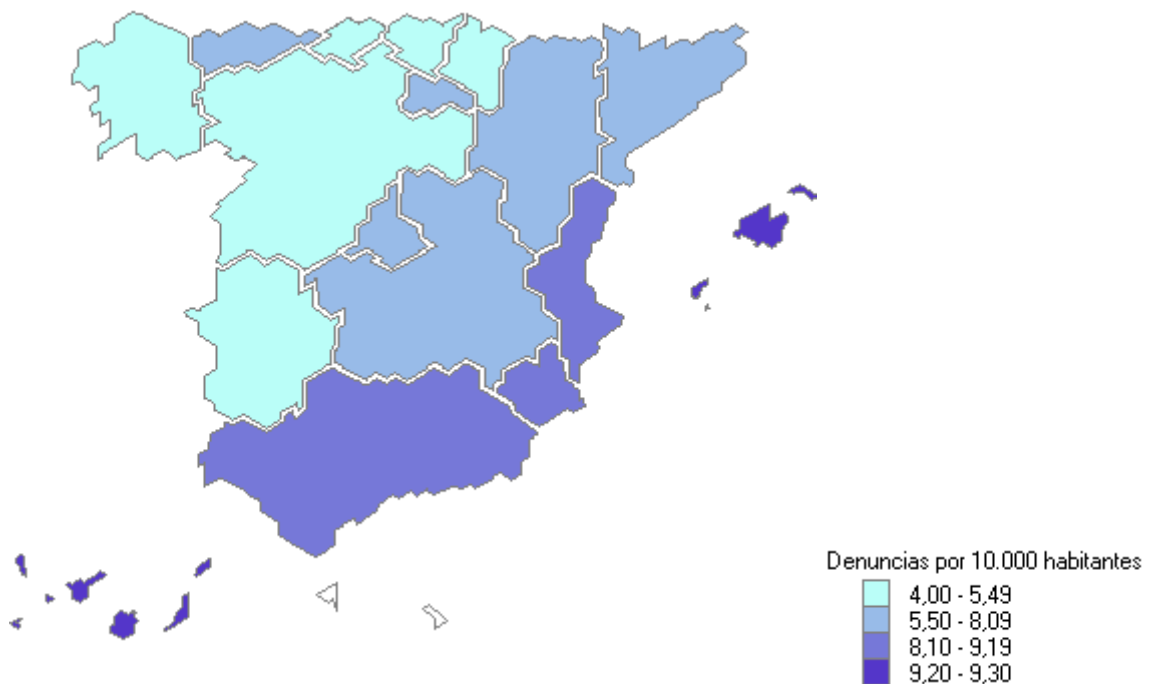 Denuncias por 10.000 habitantes
4,00 - 5,49
5,50 - 8,09
8,10 - 9,19
9,20 - 9,30